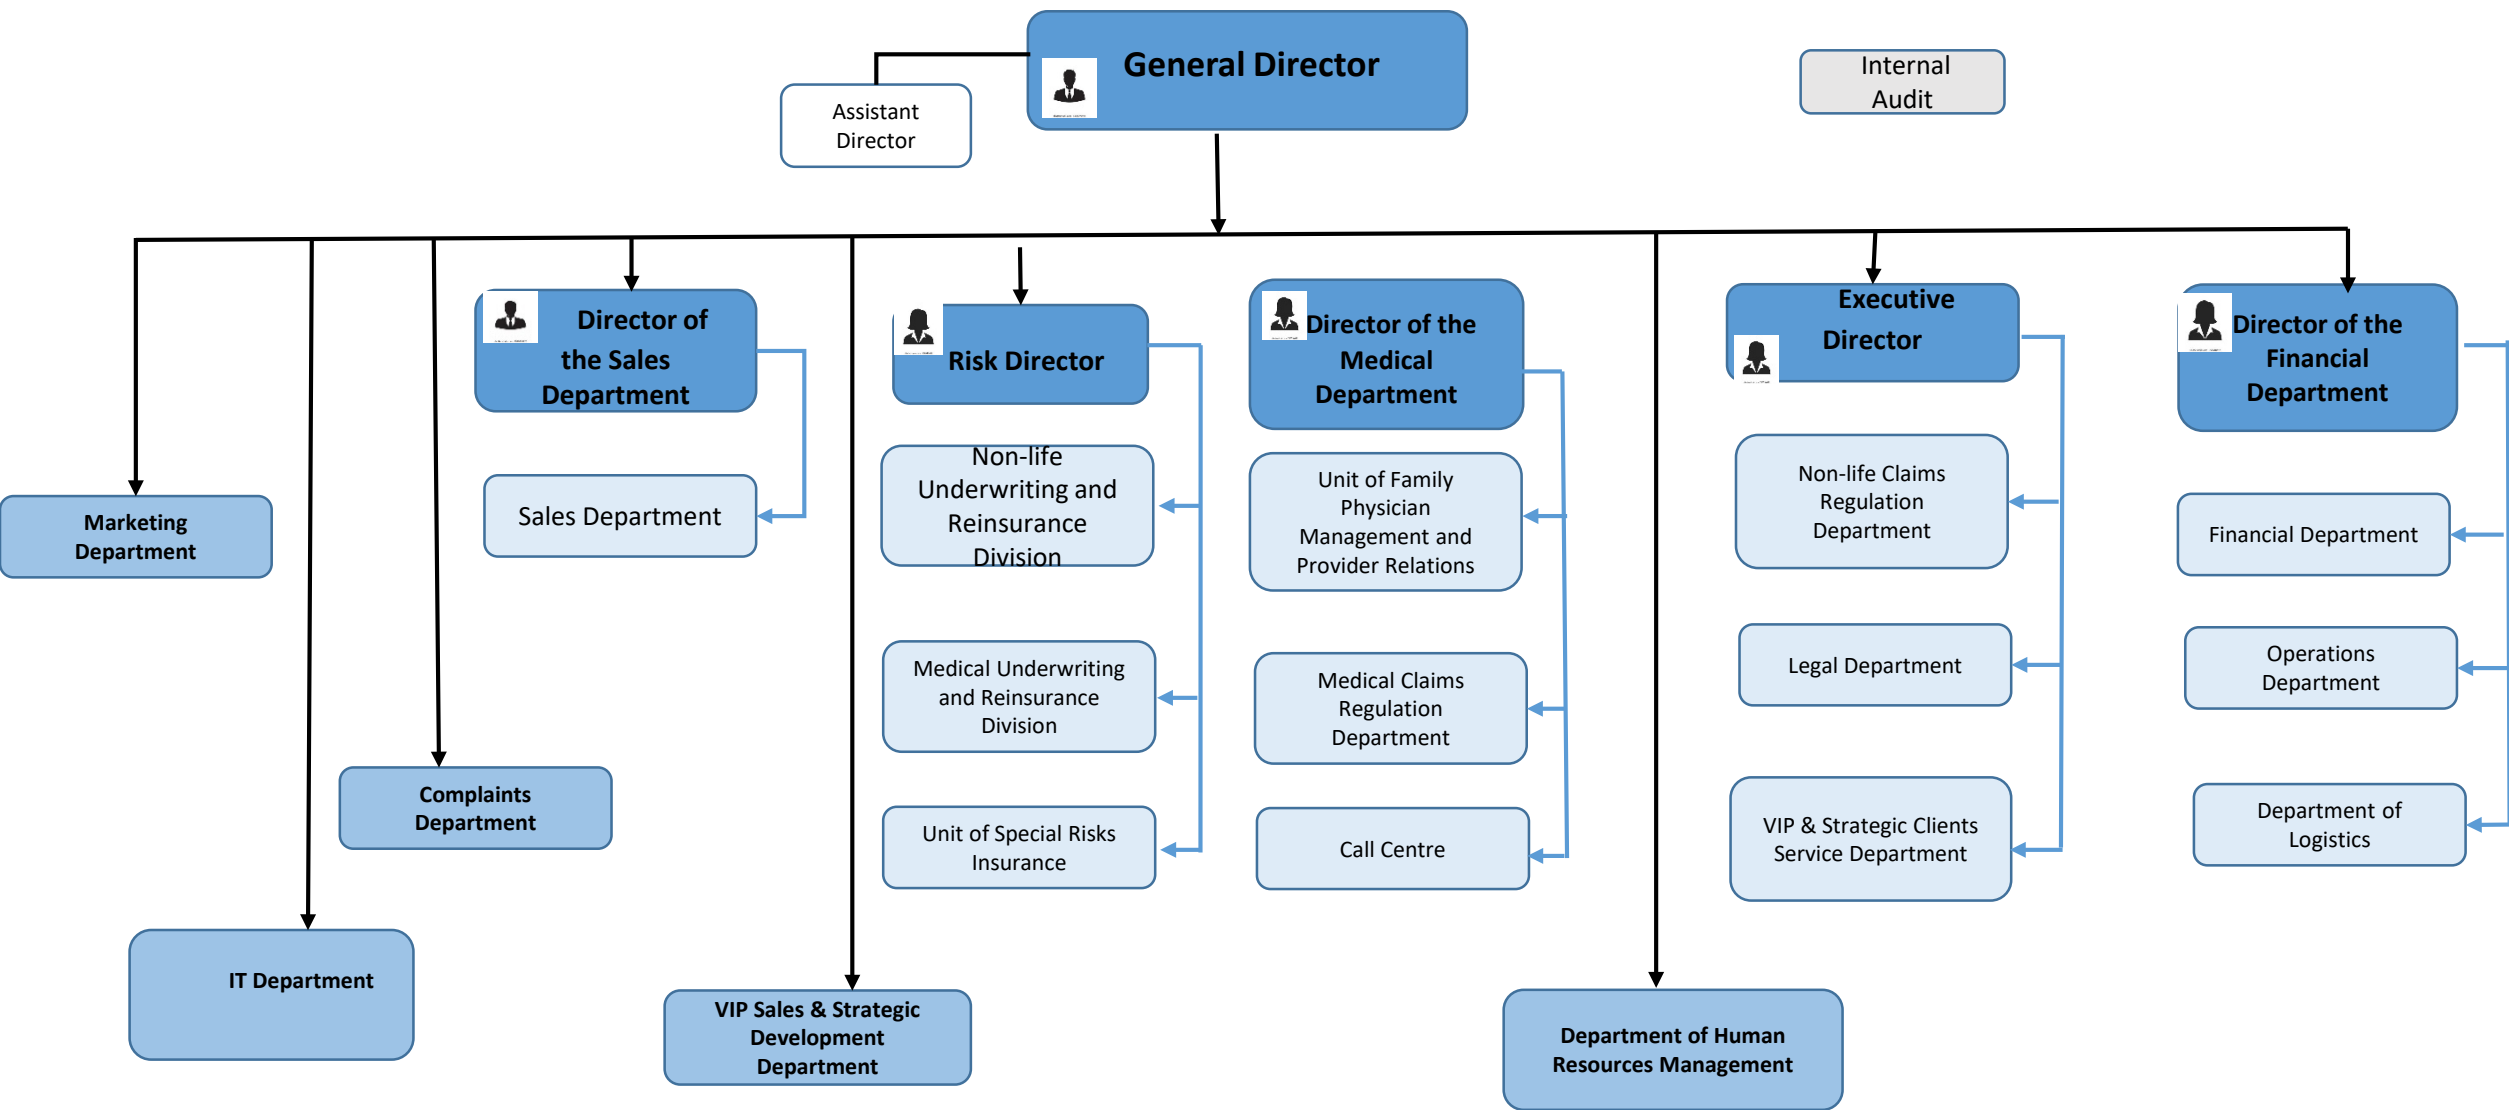 General Director
Internal
Audit
Assistant
Director
Director of
the Sales
Department
Risk Director
Director of the
Medical
Department
Executive
Director
Director of the
Financial
Department
Marketing
Department
Sales Department
Non-life
Underwriting and
Reinsurance
Division
Unit of Family
Physician
Management and
Provider Relations
Non-life Claims
Regulation
Department
Financial Department
Medical Underwriting
and Reinsurance
Division
Medical Claims
Regulation
Department
Legal Department
Operations
Department
Complaints
Department
Unit of Special Risks
Insurance
Call Centre
VIP & Strategic Clients
Service Department
Department of
Logistics
IT Department
VIP Sales & Strategic
Development
Department
Department of Human
Resources Management